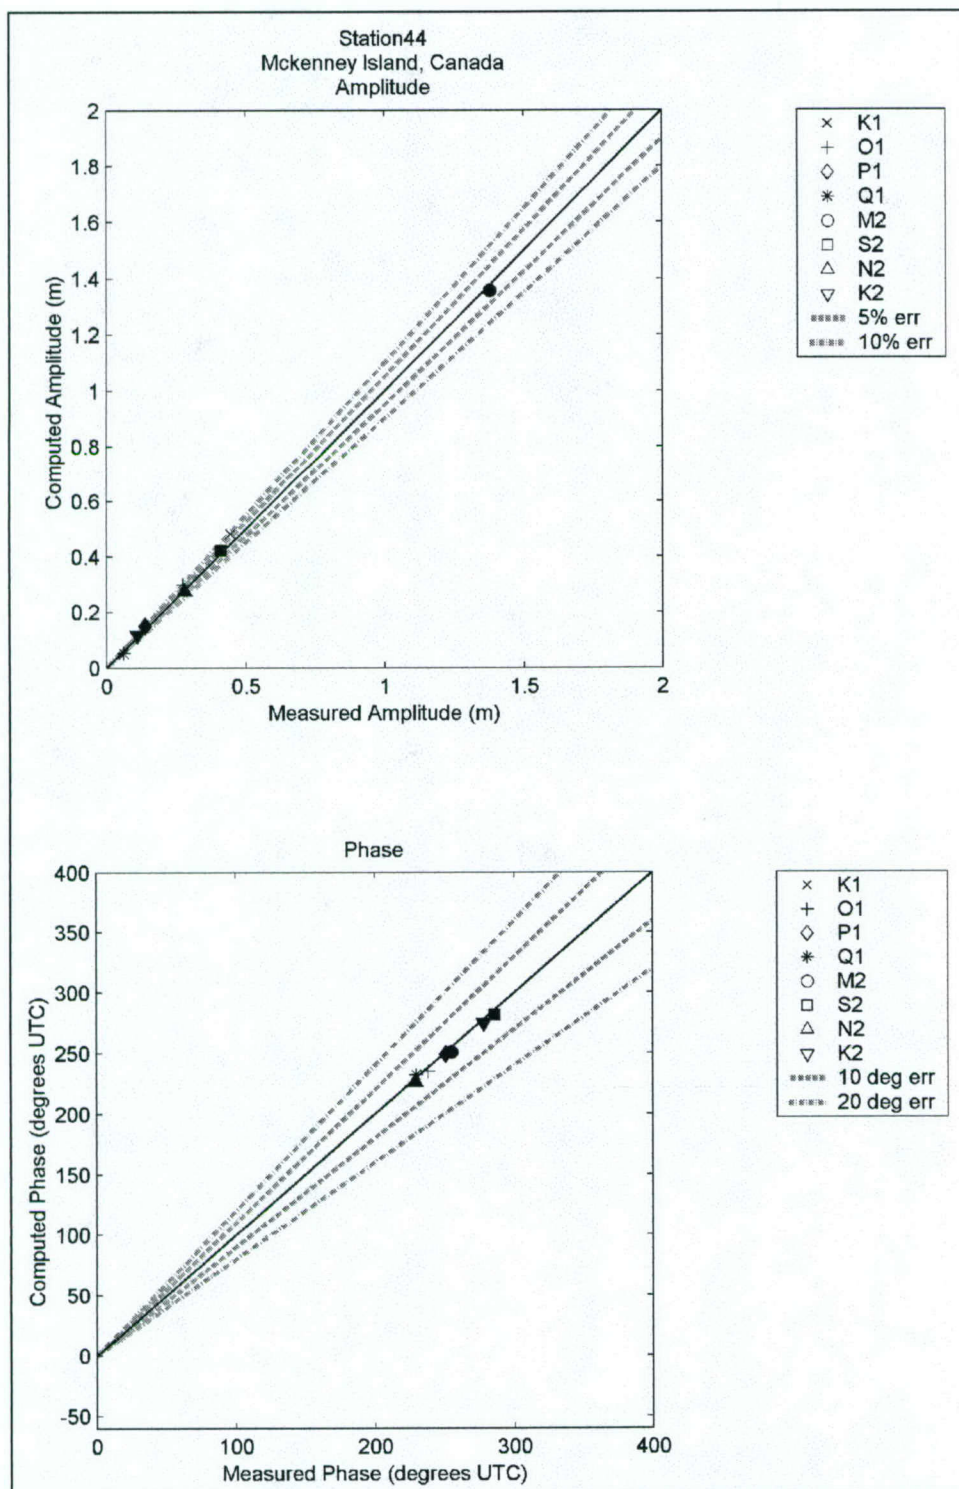 Station44
Mckenney Island, Canada
Amplitude
2
1.8
1.6
1.4
1.2
1
0.8
0.6
0.4
0.2
0
Computed Amplitude (m)
0 0.5 1 1.5 2
Measured Amplitude (m)
K1
O1
P1
Q1
M2
S2
N2
K2
5% err
10% err
Phase
400
350
300
250
200
150
100
50
0
-50
Computed Phase (degrees UTC)
0 100 200 300 400
Measured Phase (degrees UTC)
K1
O1
P1
Q1
M2
S2
N2
K2
10 deg err
20 deg err